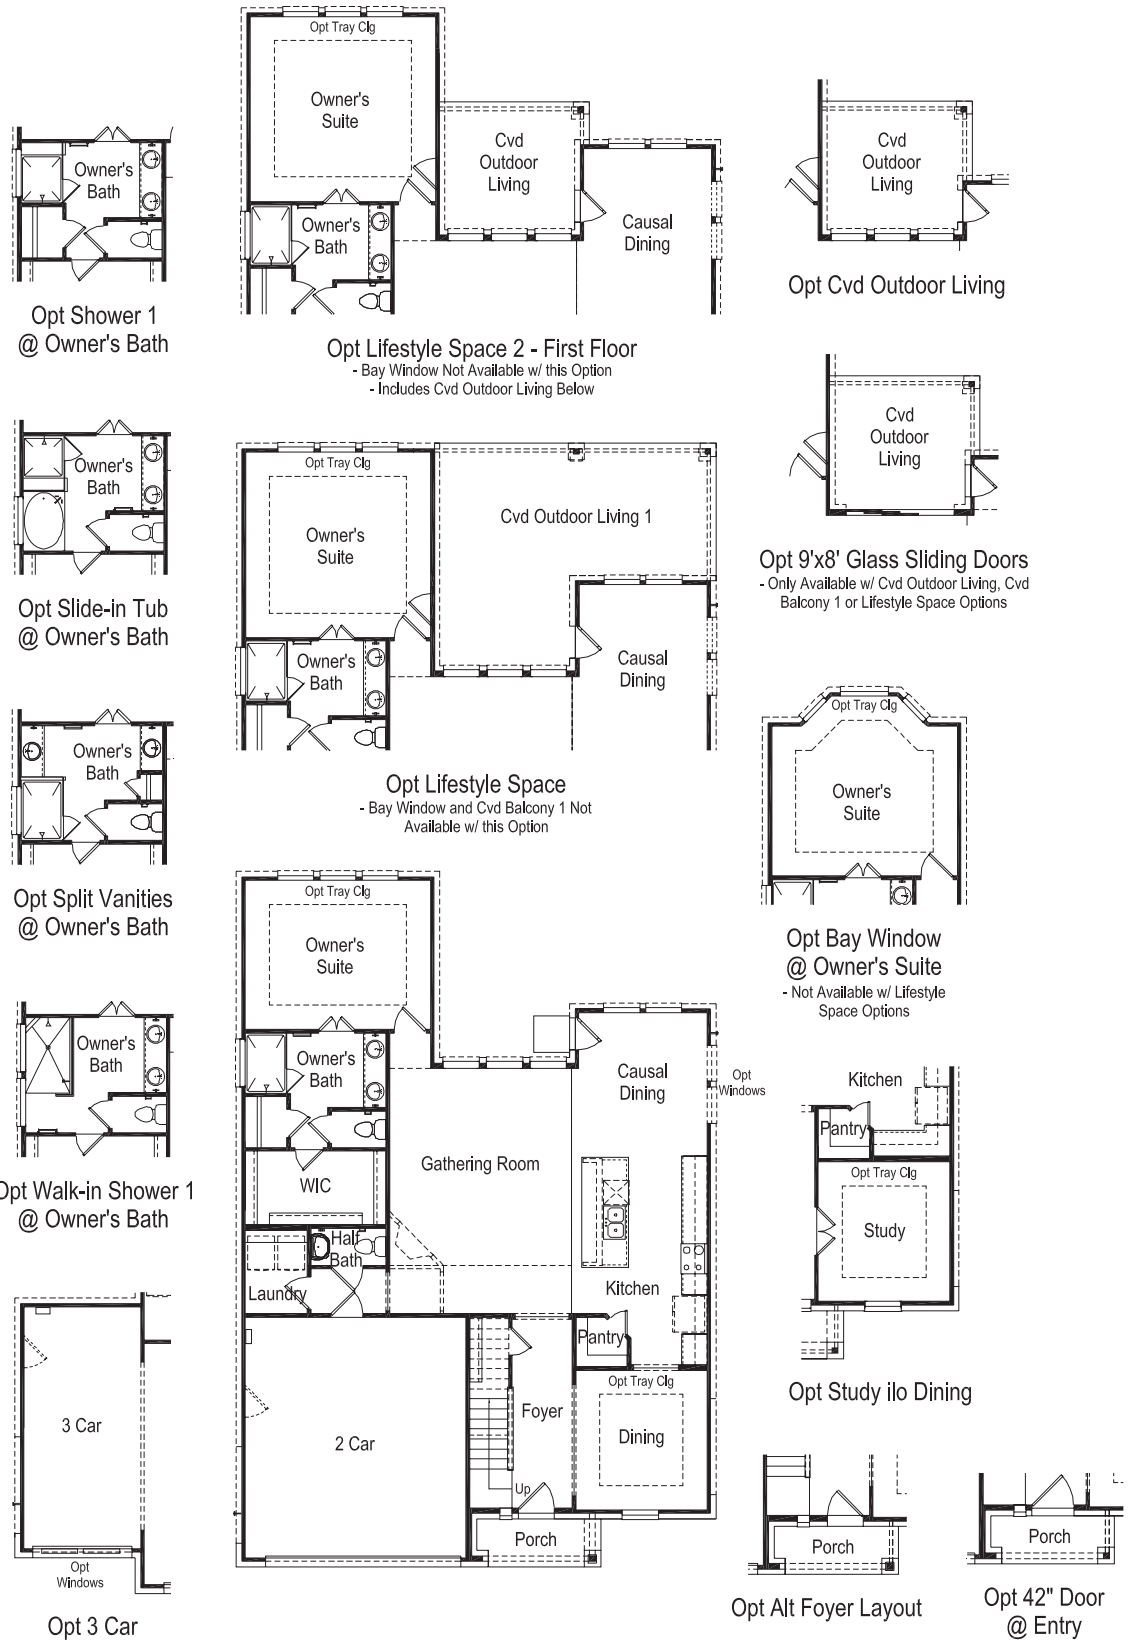 Opt Tray Clg
Owner's
Suite
Cvd
Outdoor
Living
Owner's
Bath
Causal
Dining
Opt Lifestyle Space 2 - First Floor
- Bay Window Not Available w/ this Option
- Includes Cvd Outdoor Living Below
Owner's
Bath
Opt Shower 1
@ Owner's Bath
Cvd
Outdoor
Living
Opt Cvd Outdoor Living
Owner's
Bath
Opt Slide-in Tub
@ Owner's Bath
Opt Tray Clg
Owner's
Suite
Cvd Outdoor Living 1
Owner's
Bath
Causal
Dining
Opt Lifestyle Space
- Bay Window and Cvd Balcony 1 Not
Available w/ this Option
Cvd
Outdoor
Living
Opt 9'x8' Glass Sliding Doors
- Only Available w/ Cvd Outdoor Living, Cvd
Balcony 1 or Lifestyle Space Options
Owner's
Bath
Opt Split Vanities
@ Owner's Bath
Opt Tray Clg
Owner's
Suite
Opt Bay Window
@ Owner's Suite
- Not Available w/ Lifestyle
Space Options
Owner's
Bath
Opt Walk-in Shower 1
@ Owner's Bath
Opt Tray Clg
Owner's
Suite
Owner's
Bath
Causal
Dining
Opt
Windows
Gathering Room
WIC
Half
Bath
Laundry
Kitchen
Pantry
Opt Tray Clg
Foyer
Dining
2 Car
Up
Porch
Kitchen
Pantry
Opt Tray Clg
Study
Opt Study ilo Dining
3 Car
Opt
Windows
Opt 3 Car
Porch
Opt Alt Foyer Layout
Porch
Opt 42" Door
@ Entry